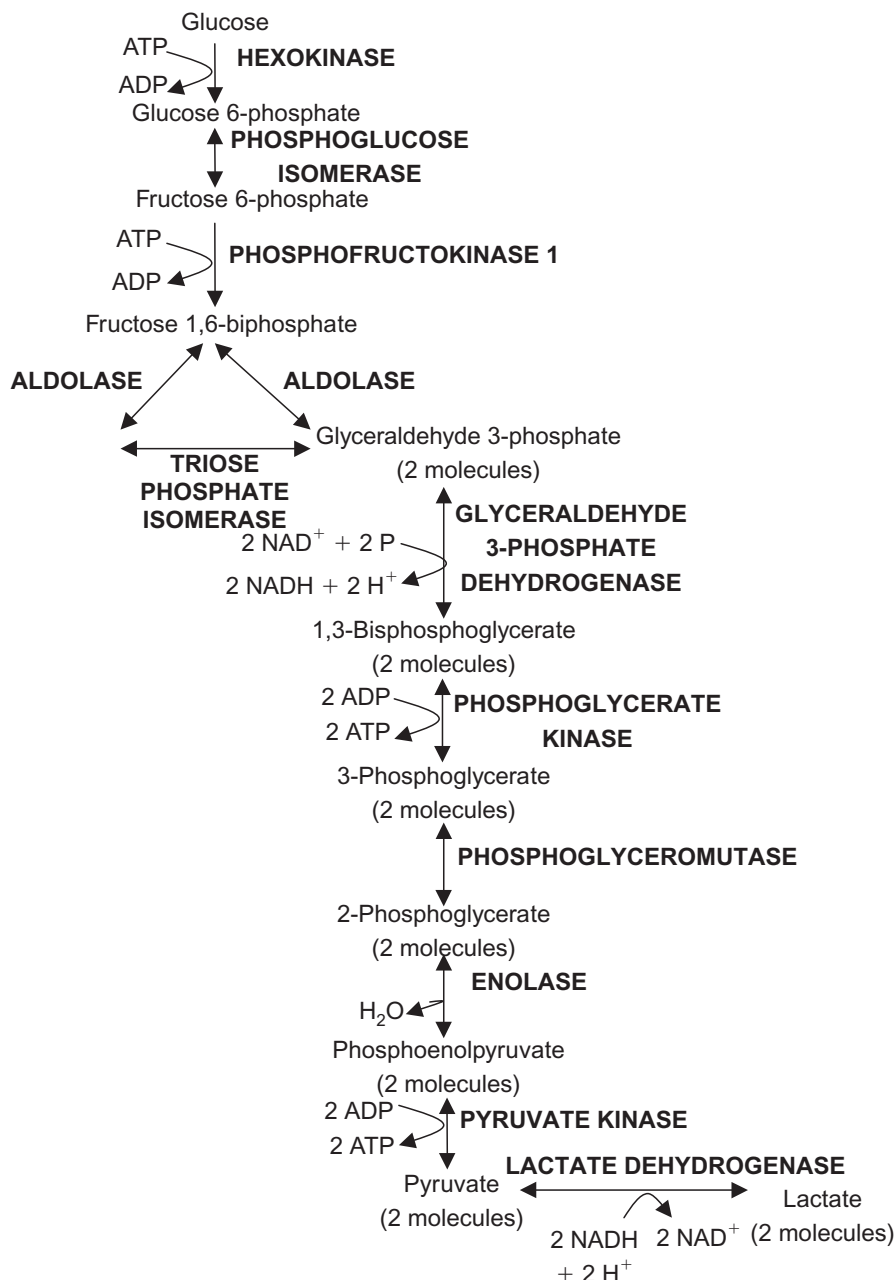 Glucose
ATP
HEXOKINASE
ADP
Glucose 6-phosphate
PHOSPHOGLUCOSE
ISOMERASE
Fructose 6-phosphate
ATP
PHOSPHOFRUCTOKINASE 1
ADP
Fructose 1,6-biphosphate
ALDOLASE
ALDOLASE
Glyceraldehyde 3-phosphate
(2 molecules)
TRIOSE
PHOSPHATE
ISOMERASE
GLYCERALDEHYDE
3-PHOSPHATE
DEHYDROGENASE
2 NAD⁺ + 2 P
2 NADH + 2 H⁺
1,3-Bisphosphoglycerate
(2 molecules)
2 ADP
2 ATP
PHOSPHOGLYCERATE
KINASE
3-Phosphoglycerate
(2 molecules)
PHOSPHOGLYCEROMUTASE
2-Phosphoglycerate
(2 molecules)
ENOLASE
H₂O
Phosphoenolpyruvate
(2 molecules)
2 ADP
2 ATP
PYRUVATE KINASE
LACTATE DEHYDROGENASE
Pyruvate
(2 molecules)
Lactate
(2 molecules)
2 NADH
+ 2 H⁺
2 NAD⁺